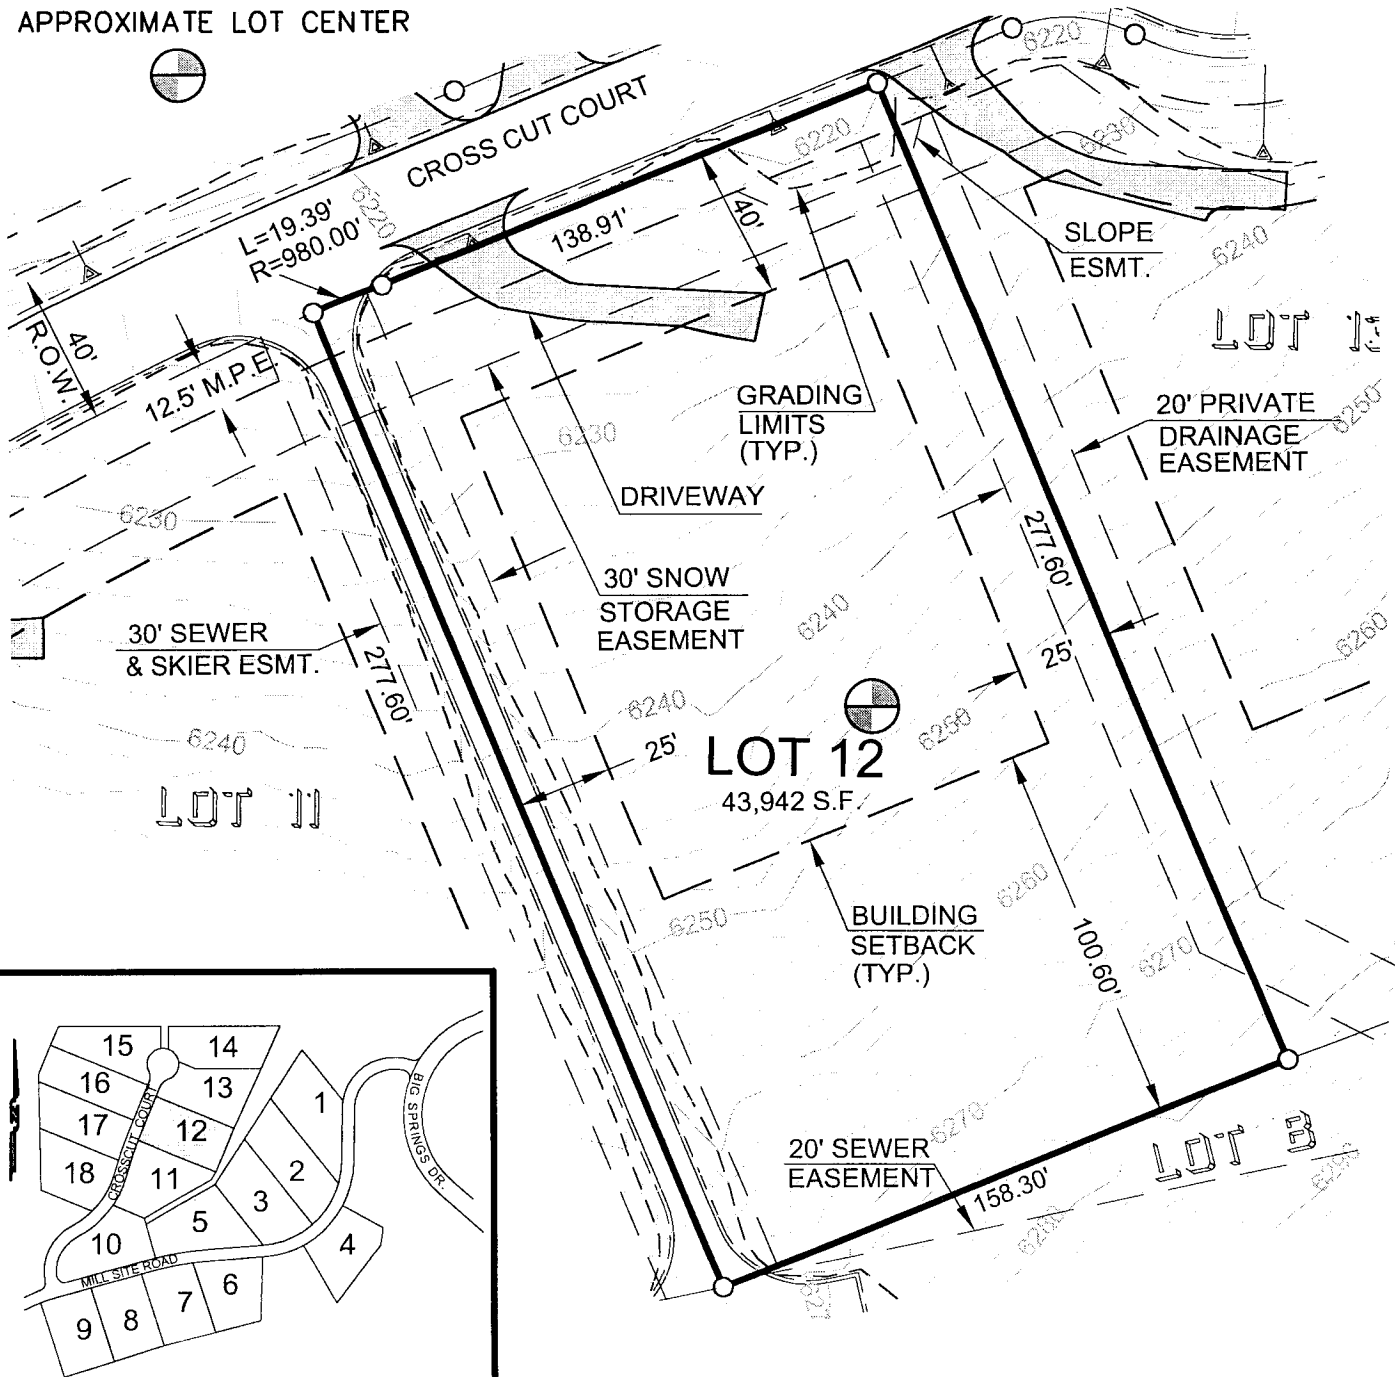 APPROXIMATE LOT CENTER
CROSS CUT COURT
6220
6220
6220
6230
L=19.39'
R=980.00'
138.91'
40'
SLOPE
ESMT.
6240
40'
R.O.W.
12.5' M.P.E.
LOT
GRADING
LIMITS
(TYP.)
20' PRIVATE
DRAINAGE
EASEMENT
6250
6230
6230
DRIVEWAY
277.60'
30' SNOW
STORAGE
EASEMENT
6240
30' SEWER
& SKIER ESMT.
277.60'
25'
6260
6240
6250
6240
25'
LOT 12
43,942 S.F.
LOT 11
6250
BUILDING
SETBACK
(TYP.)
6260
100.60'
6270
6270
20' SEWER
EASEMENT
158.30'
LOT B
6280
15
14
16
13
17
12
18
11
CROSSCUT COURT
10
1
2
3
4
5
BIG SPRINGS DR.
MILL SITE ROAD
6
7
8
9